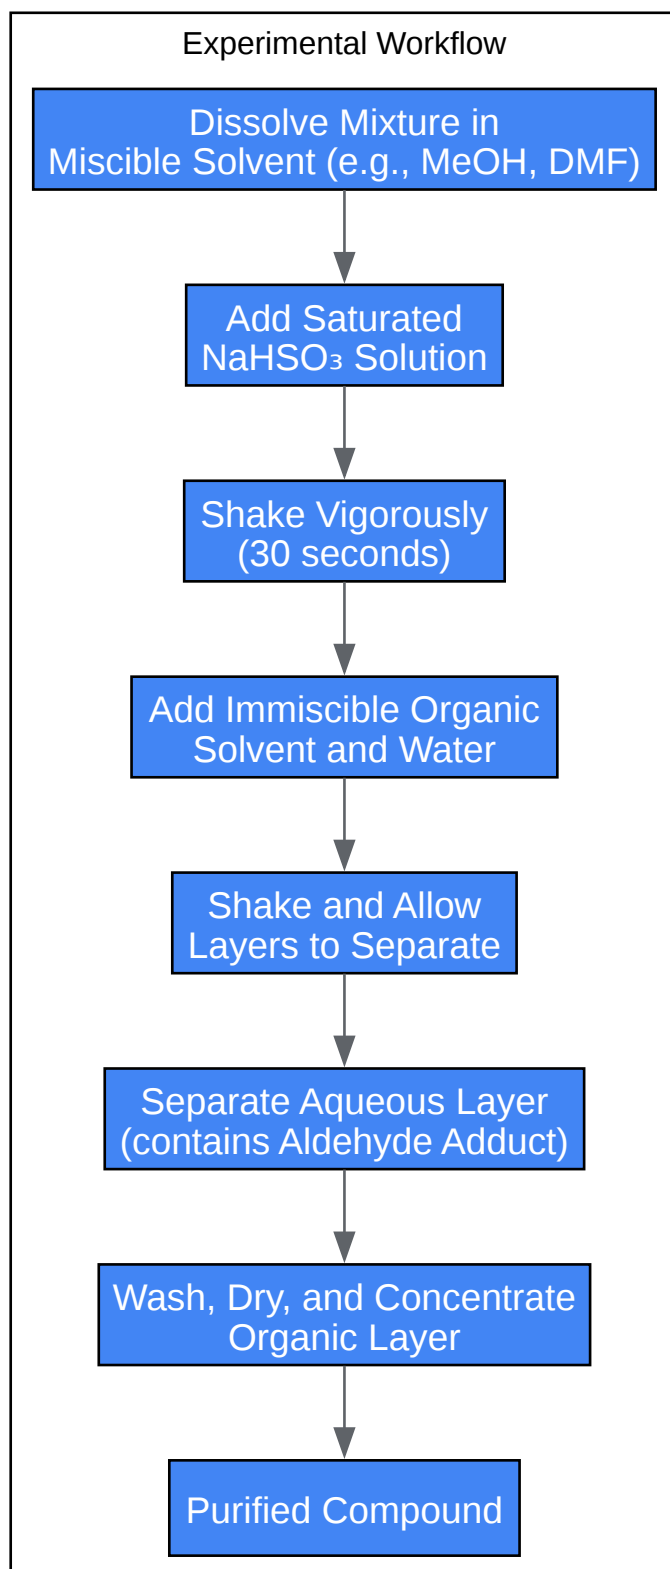 Experimental Workflow
Dissolve Mixture in
Miscible Solvent (e.g., MeOH, DMF)
Add Saturated
NaHSO₃ Solution
Shake Vigorously
(30 seconds)
Add Immiscible Organic
Solvent and Water
Shake and Allow
Layers to Separate
Separate Aqueous Layer
(contains Aldehyde Adduct)
Wash, Dry, and Concentrate
Organic Layer
Purified Compound